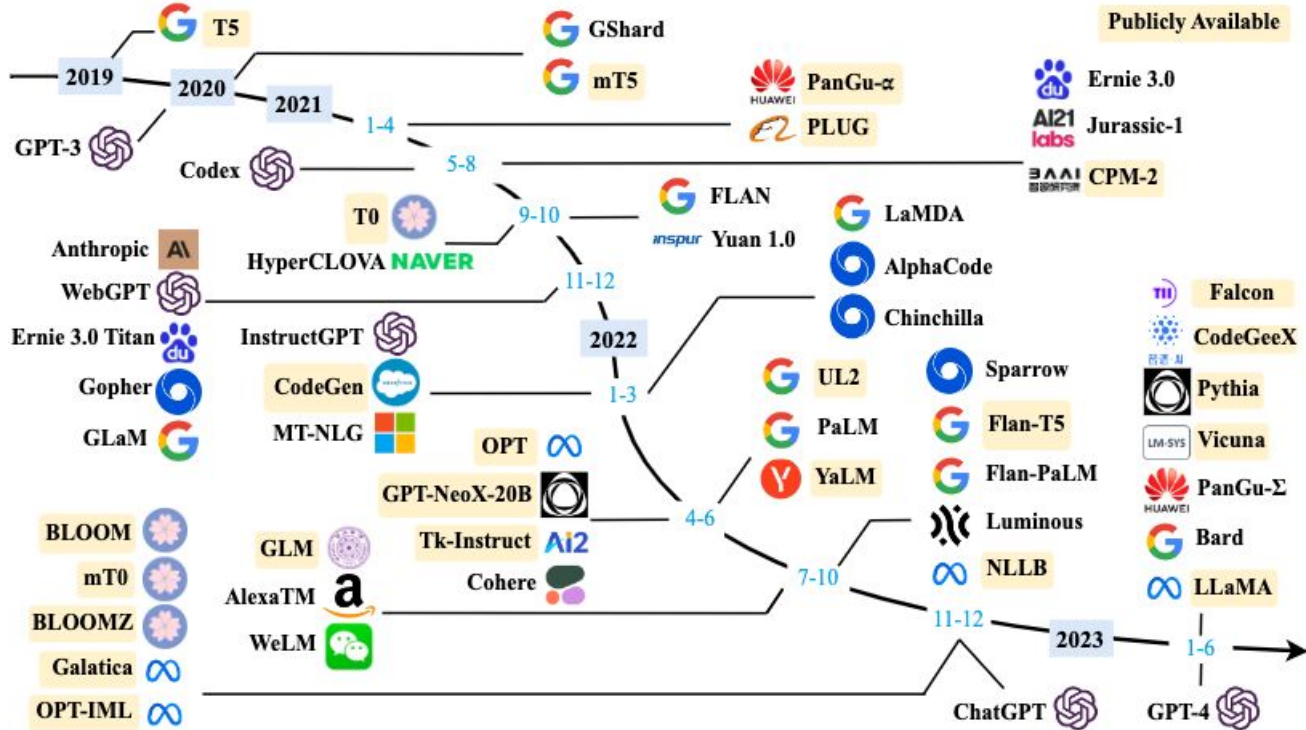 T5
GShard
mT5
Publicly Available
2019
2020
2021
GPT-3
1-4
HUAWEI
PanGu-α
PLUG
du
Ernie 3.0
AI21 labs
Jurassic-1
BAAI
CPM-2
Codex
5-8
T0
9-10
FLAN
inspur
Yuan 1.0
HyperCLOVA NAVER
LaMDA
AlphaCode
Chinchilla
Anthropic
AI
WebGPT
Ernie 3.0 Titan
du
Gopher
GLaM
11-12
2022
InstructGPT
CodeGen
MT-NLG
1-3
UL2
PaLM
YaLM
OPT
GPT-NeoX-20B
Tk-Instruct Ai2
Cohere
4-6
Sparrow
Flan-T5
Flan-PaLM
Luminous
NLLB
GLM
AlexaTM a
WeLM
7-10
BLOOM
mT0
BLOOMZ
Galatica
OPT-IML
11-12
ChatGPT
2023
TII
Falcon
CodeGeeX
Pythia
LM-SYS
Vicuna
HUAWEI
PanGu-Σ
Bard
LLaMA
1-6
GPT-4